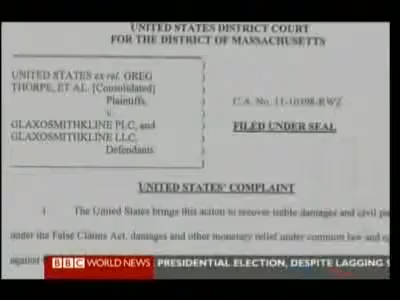 UNITED STATES DISTRICT COURT
FOR THE DISTRICT OF MASSACHUSETTS
UNITED STATES ex rel. GREG
THORPE, ET AL. [Consolidated]
Plaintiffs,
v.
GLAXOSMITHKLINE PLC, and
GLAXOSMITHKLINE LLC,
Defendants.
C.A. No. 11-10398-RWZ
FILED UNDER SEAL
UNITED STATES' COMPLAINT
1. The United States brings this action to recover treble damages and civil
under the False Claims Act, damages and other monetary relief under common law and
against
BBC WORLD NEWS PRESIDENTIAL ELECTION, DESPITE LAGGING S